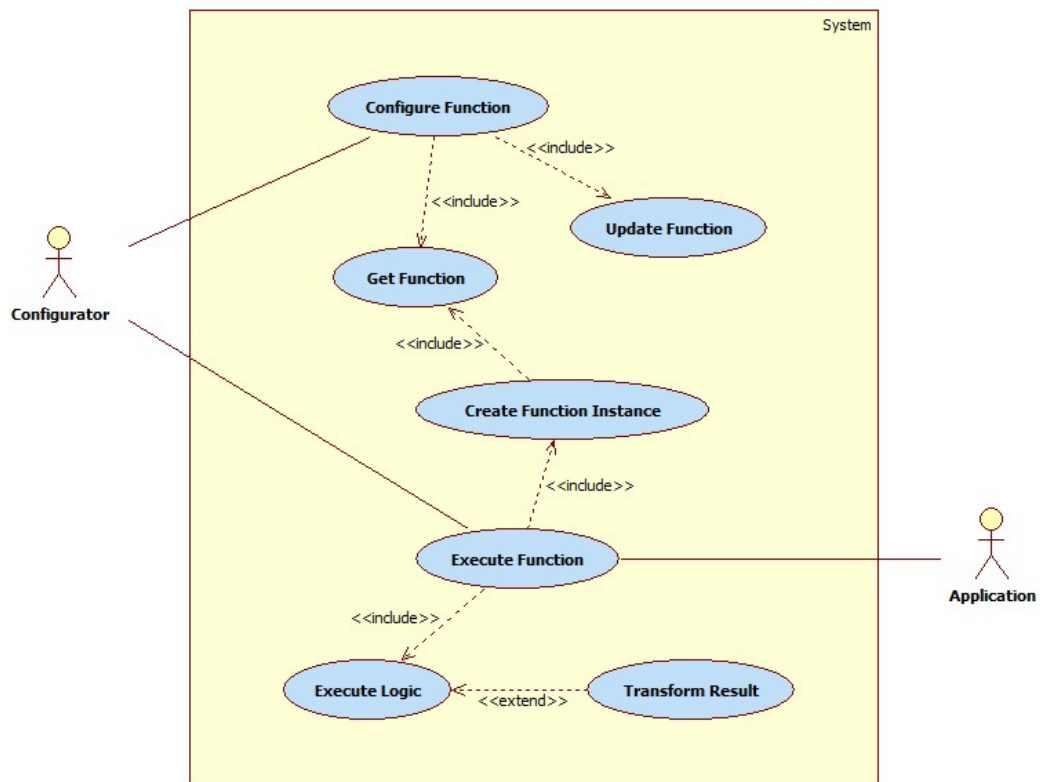 System
Configure Function
<<include>>
<<include>>
Update Function
Get Function
Configurator
<<include>>
Create Function Instance
<<include>>
Execute Function
Application
<<include>>
Execute Logic
<<extend>>
Transform Result